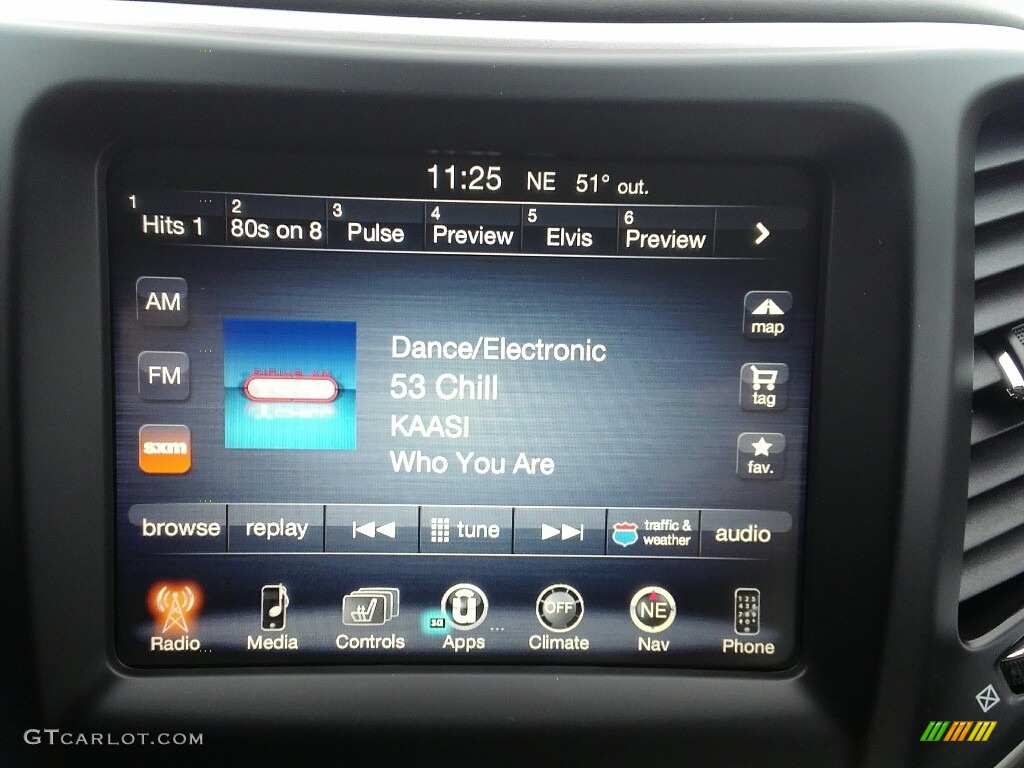 11:25 NE 51° out.
1 Hits 1
2 80s on 8
3 Pulse
4 Preview
5 Elvis
6 Preview
AM
FM
sxm
Dance/Electronic
53 Chill
KAASI
Who You Are
map
tag
fav.
browse
replay
tune
traffic &
weather
audio
Radio
Media
Controls
3G
Apps
OFF
Climate
NE
Nav
Phone
GTCARLOT.COM